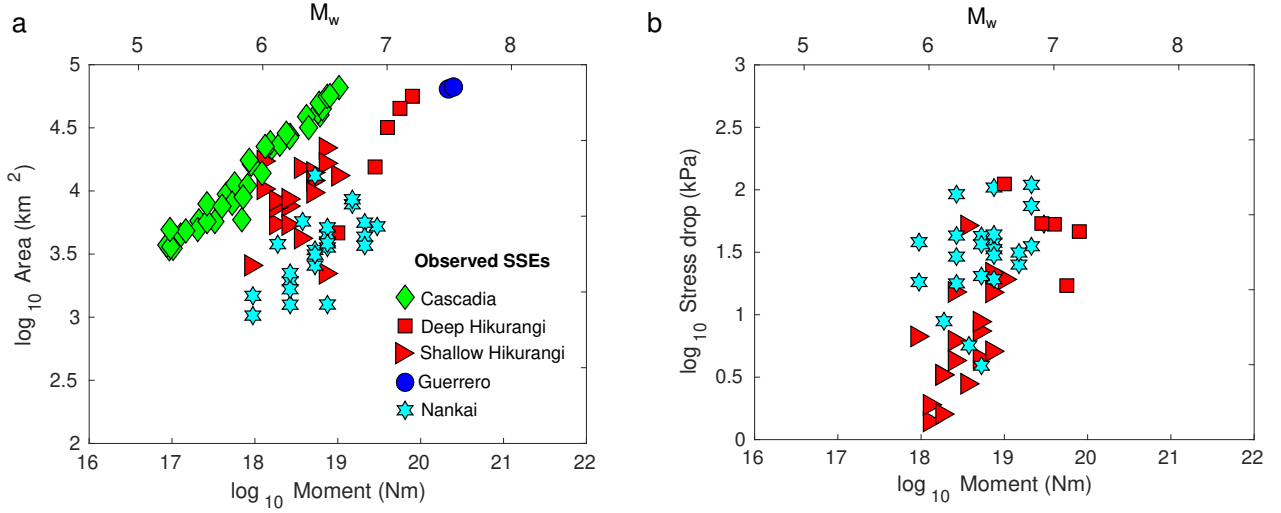 a
M_w
5 6 7 8
5
4.5
4
3.5
3
2.5
2
log ₁₀ Area (km ²)
Observed SSEs
Cascadia
Deep Hikurangi
Shallow Hikurangi
Guerrero
Nankai
16 17 18 19 20 21 22
log ₁₀ Moment (Nm)
b
M_w
5 6 7 8
3
2.5
2
1.5
1
0.5
0
log ₁₀ Stress drop (kPa)
16 17 18 19 20 21 22
log ₁₀ Moment (Nm)